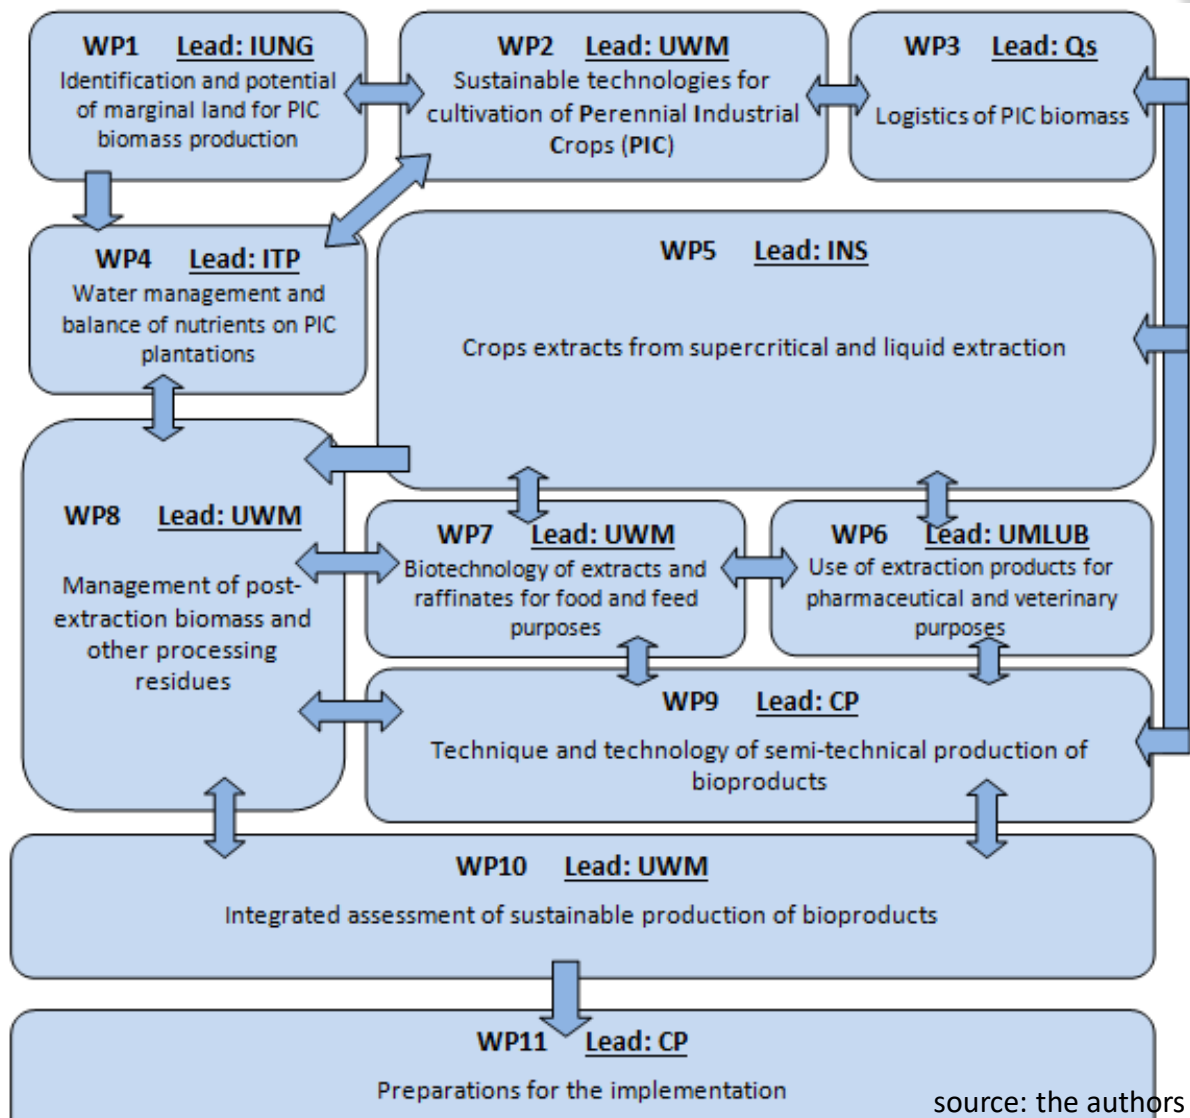 WP1 Lead: IUNG
Identification and potential
of marginal land for PIC
biomass production
WP2 Lead: UWM
Sustainable technologies for
cultivation of Perennial Industrial
Crops (PIC)
WP3 Lead: Qs
Logistics of PIC biomass
WP4 Lead: ITP
Water management and
balance of nutrients on PIC
plantations
WP5 Lead: INS
Crops extracts from supercritical and liquid extraction
WP8 Lead: UWM
Management of post-
extraction biomass and
other processing
residues
WP7 Lead: UWM
Biotechnology of extracts and
raffinates for food and feed
purposes
WP6 Lead: UMLUB
Use of extraction products for
pharmaceutical and veterinary
purposes
WP9 Lead: CP
Technique and technology of semi-technical production of
bioproducts
WP10 Lead: UWM
Integrated assessment of sustainable production of bioproducts
WP11 Lead: CP
Preparations for the implementation
source: the authors